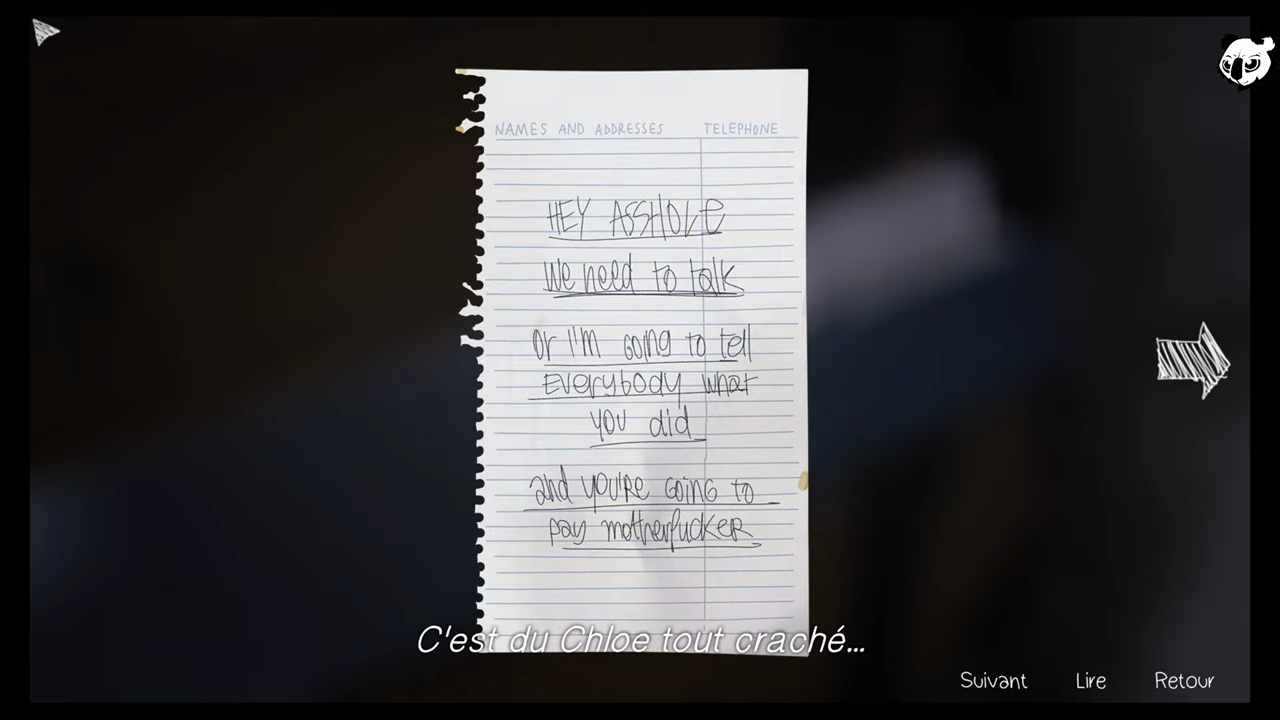 NAMES AND ADDRESSES TELEPHONE
HEY ASSHOLE
We need to talk
Or I'm going to tell
Everybody what
you did
and you're going to
pay motherfucker
C'est du Chloe tout craché...
Suivant Lire Retour